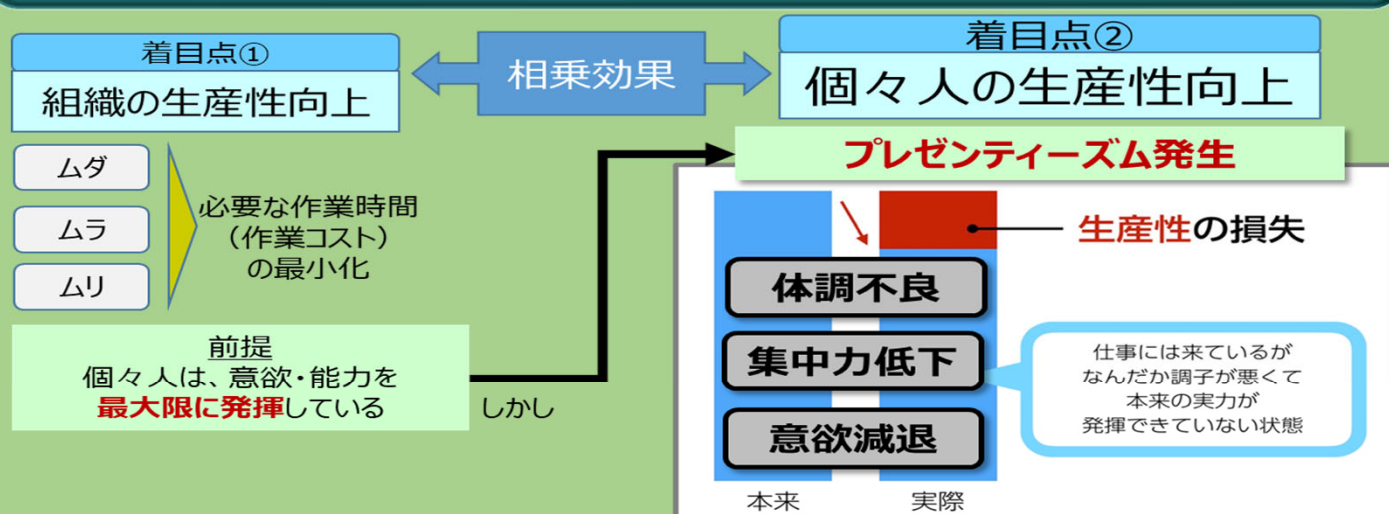 着目点①
組織の生産性向上
相乗効果
着目点②
個々人の生産性向上
ムダ
ムラ
ムリ
必要な作業時間
（作業コスト）
の最小化
前提
個々人は、意欲・能力を
最大限に発揮している
しかし
プレゼンティーズム発生
生産性の損失
体調不良
集中力低下
意欲減退
仕事には来ているが
なんだか調子が悪くて
本来の実力が
発揮できていない状態
本来
実際